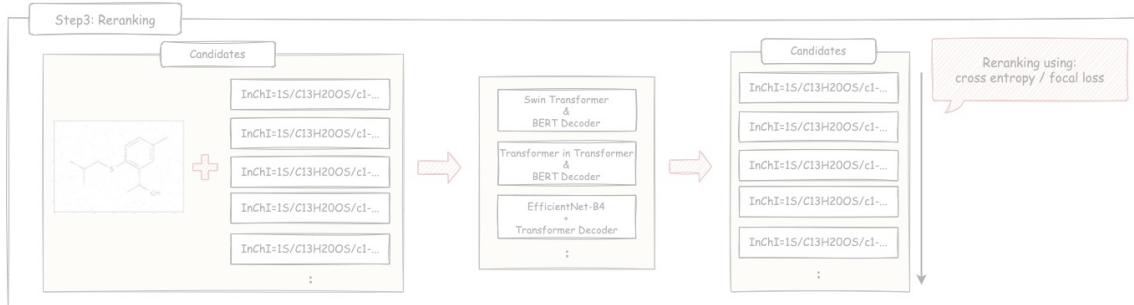 Step3: Reranking
Candidates
InChI=1S/C13H20OS/c1-...
InChI=1S/C13H20OS/c1-...
InChI=1S/C13H20OS/c1-...
InChI=1S/C13H20OS/c1-...
InChI=1S/C13H20OS/c1-...
:
S
OH
Swin Transformer
&
BERT Decoder
Transformer in Transformer
&
BERT Decoder
EfficientNet-B4
+
Transformer Decoder
:
Candidates
InChI=1S/C13H20OS/c1-...
InChI=1S/C13H20OS/c1-...
InChI=1S/C13H20OS/c1-...
InChI=1S/C13H20OS/c1-...
InChI=1S/C13H20OS/c1-...
:
Reranking using:
cross entropy / focal loss